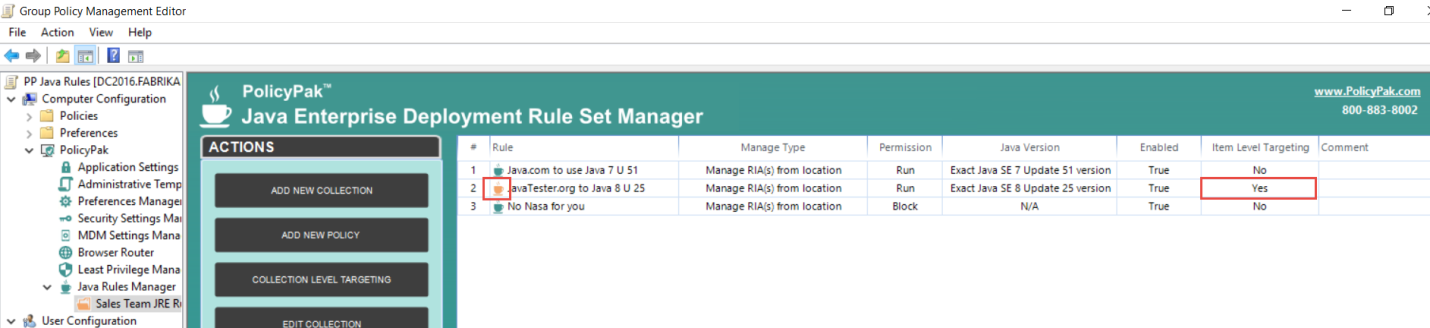 Group Policy Management Editor
File Action View Help
PP Java Rules [DC2016.FABRIKA
Computer Configuration
Policies
Preferences
PolicyPak
Application Settings
Administrative Temp
Preferences Manager
Security Settings Mar
MDM Settings Mana
Browser Router
Least Privilege Mana
Java Rules Manager
Sales Team JRE Ru
User Configuration
PolicyPak™
Java Enterprise Deployment Rule Set Manager
www.PolicyPak.com
800-883-8002
ACTIONS
ADD NEW COLLECTION
ADD NEW POLICY
COLLECTION LEVEL TARGETING
EDIT COLLECTION
# Rule Manage Type Permission Java Version Enabled Item Level Targeting Comment
1 Java.com to use Java 7 U 51 Manage RIA(s) from location Run Exact Java SE 7 Update 51 version True No
2 JavaTester.org to Java 8 U 25 Manage RIA(s) from location Run Exact Java SE 8 Update 25 version True Yes
3 No Nasa for you Manage RIA(s) from location Block N/A True No